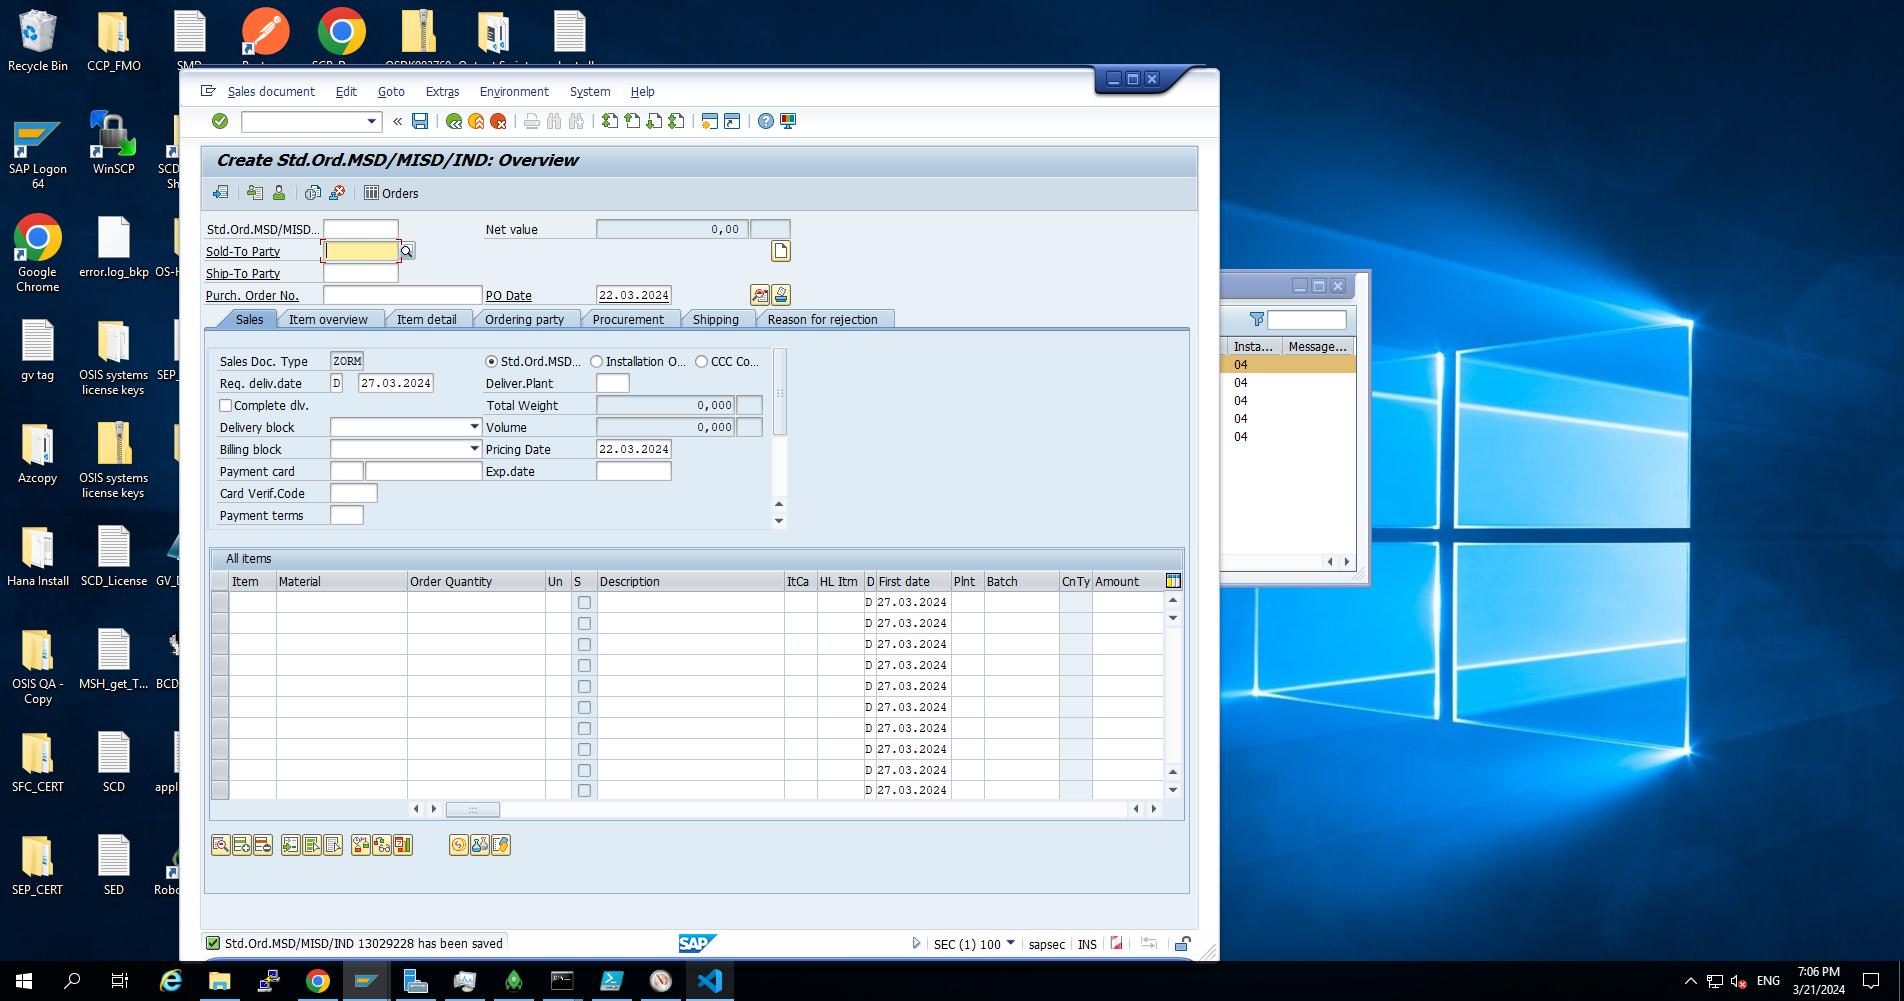 Recycle Bin
CCP_FMO
SAP Logon 64
WinSCP
Google Chrome
error.log_bkp
gv tag
OSIS systems license keys
Azcopy
OSIS systems license keys
Hana Install
SCD_License
OSIS QA - Copy
MSH_get_T...
SFC_CERT
SCD
SEP_CERT
SED
Sales document Edit Goto Extras Environment System Help
Create Std.Ord.MSD/MISD/IND: Overview
Orders
Std.Ord.MSD/MISD... Net value 0,00
Sold-To Party
Ship-To Party
Purch. Order No. PO Date 22.03.2024
Sales Item overview Item detail Ordering party Procurement Shipping Reason for rejection
Sales Doc. Type ZORM Std.Ord.MSD... Installation O... CCC Co...
Req. deliv.date D 27.03.2024 Deliver.Plant
Complete dlv. Total Weight 0,000
Delivery block Volume 0,000
Billing block Pricing Date 22.03.2024
Payment card Exp.date
Card Verif.Code
Payment terms
All items
Item Material Order Quantity Un S Description ItCa HL Itm D First date Plnt Batch CnTy Amount
D 27.03.2024
D 27.03.2024
D 27.03.2024
D 27.03.2024
D 27.03.2024
D 27.03.2024
D 27.03.2024
D 27.03.2024
D 27.03.2024
D 27.03.2024
Std.Ord.MSD/MISD/IND 13029228 has been saved
SAP
SEC (1) 100 sapsec INS
Insta... Message...
04
04
04
04
04
ENG
7:06 PM
3/21/2024